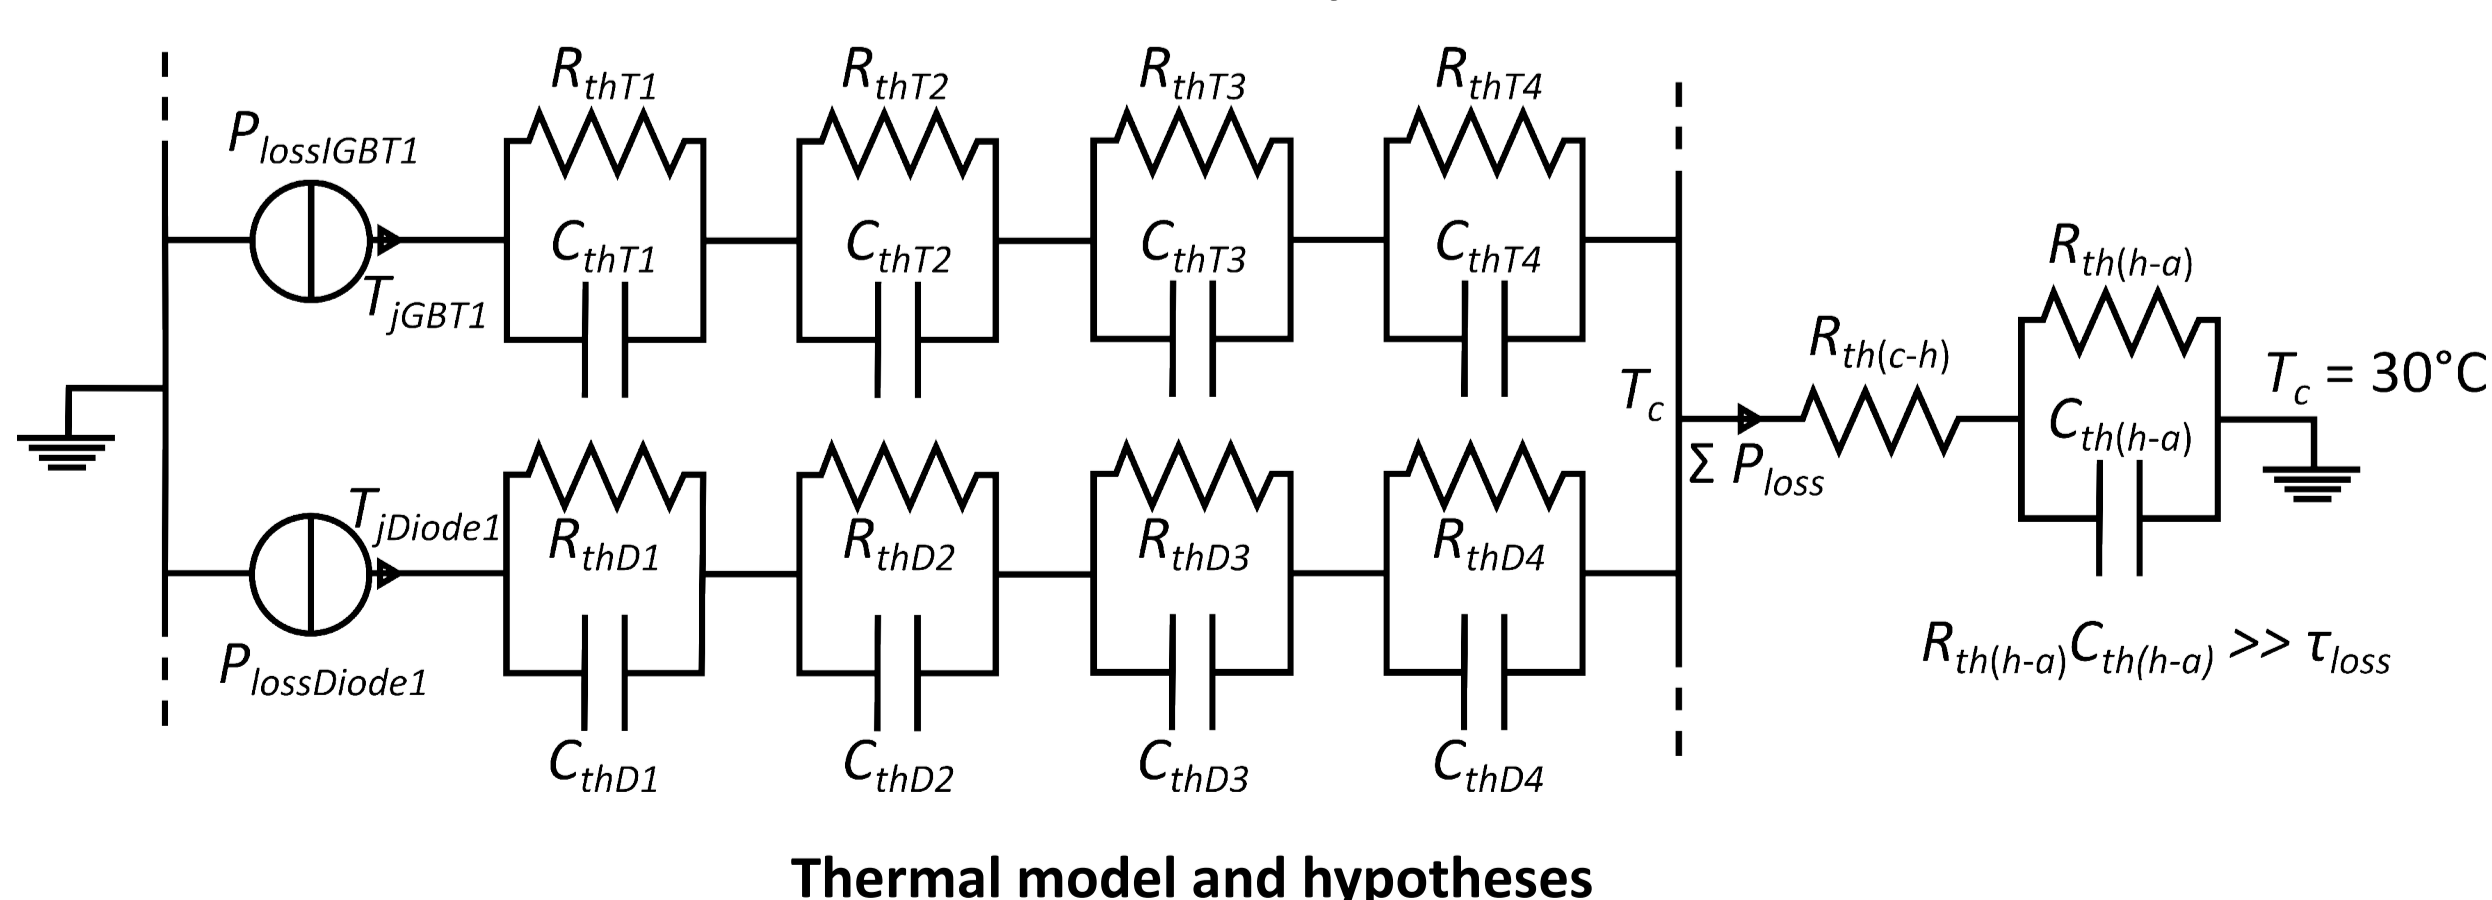 R_thT1 R_thT2 R_thT3 R_thT4
P_lossIGBT1
C_thT1 C_thT2 C_thT3 C_thT4
T_jGBT1
R_th(h-a)
R_th(c-h)
T_c T_c = 30°C
C_th(h-a)
Σ P_loss
T_jDiode1
R_thD1 R_thD2 R_thD3 R_thD4
P_lossDiode1
R_th(h-a)C_th(h-a) >> τ_loss
C_thD1 C_thD2 C_thD3 C_thD4
Thermal model and hypotheses